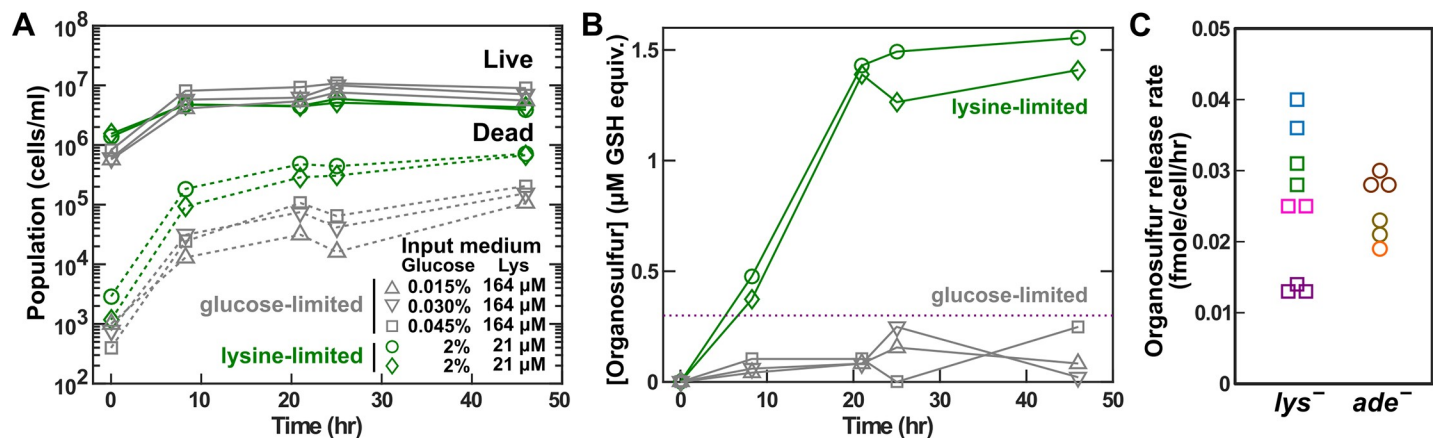 A
Population (cells/ml)
10⁸
10⁷
10⁶
10⁵
10⁴
10³
10²
Live
Dead
Input medium
Glucose Lys
glucose-limited
0.015% 164 µM
0.030% 164 µM
0.045% 164 µM
lysine-limited
2% 21 µM
2% 21 µM
0 10 20 30 40 50
Time (hr)
B
[Organosulfur] (µM GSH equiv.)
1.5
1
0.5
0
lysine-limited
glucose-limited
0 10 20 30 40 50
Time (hr)
C
Organosulfur release rate
(fmole/cell/hr)
0.05
0.04
0.03
0.02
0.01
0
lys⁻ ade⁻